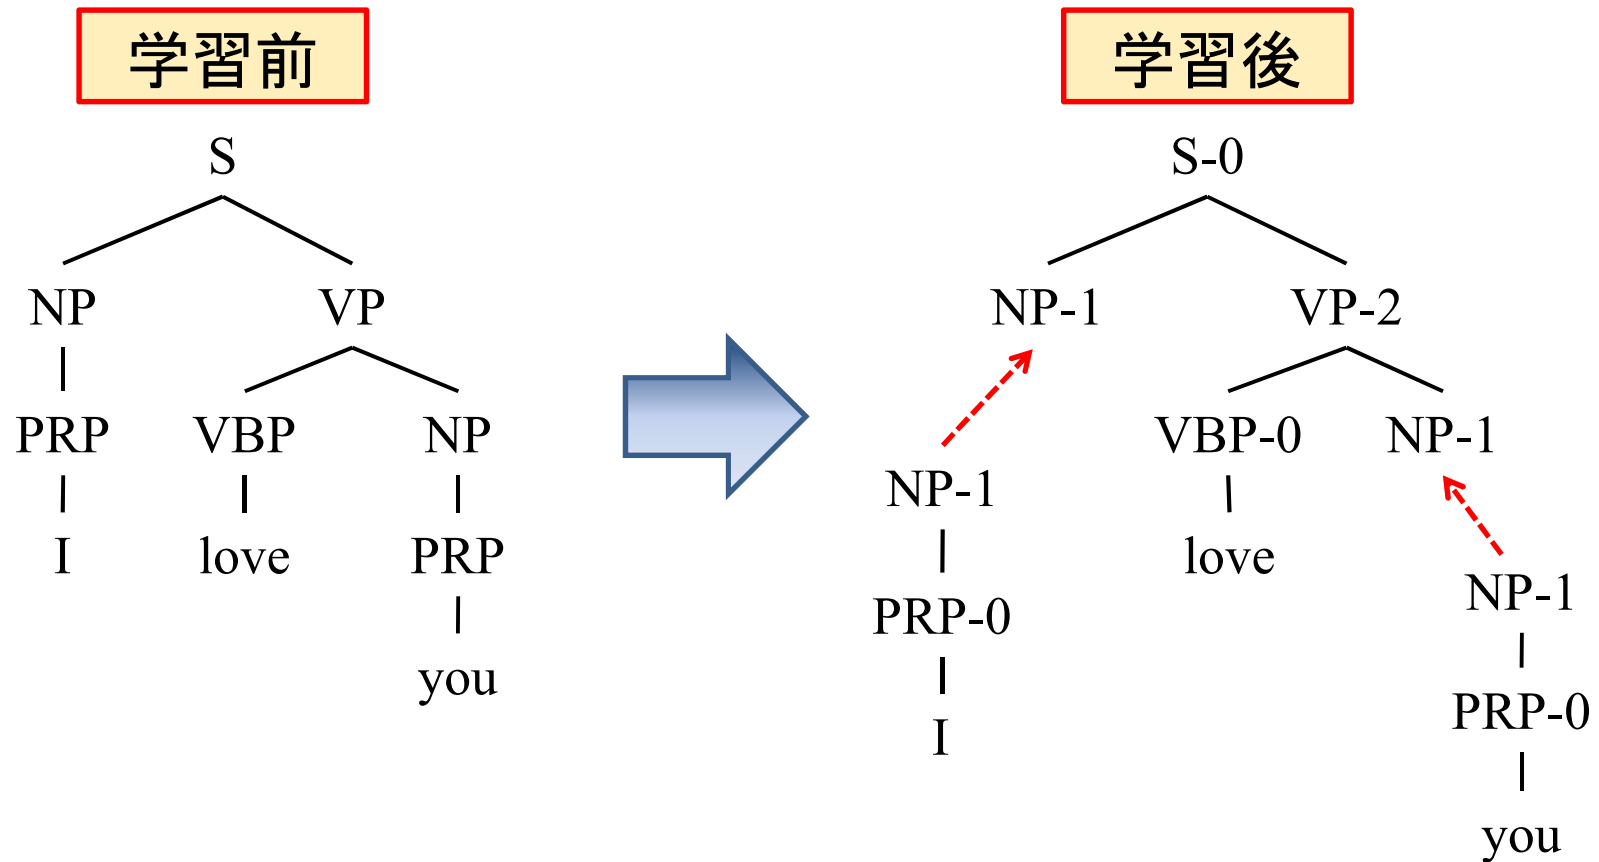 学習前
S
NP VP
PRP VBP NP
I love PRP
you
学習後
S-0
NP-1 VP-2
VBP-0 NP-1
NP-1
love
NP-1
PRP-0
PRP-0
I
you